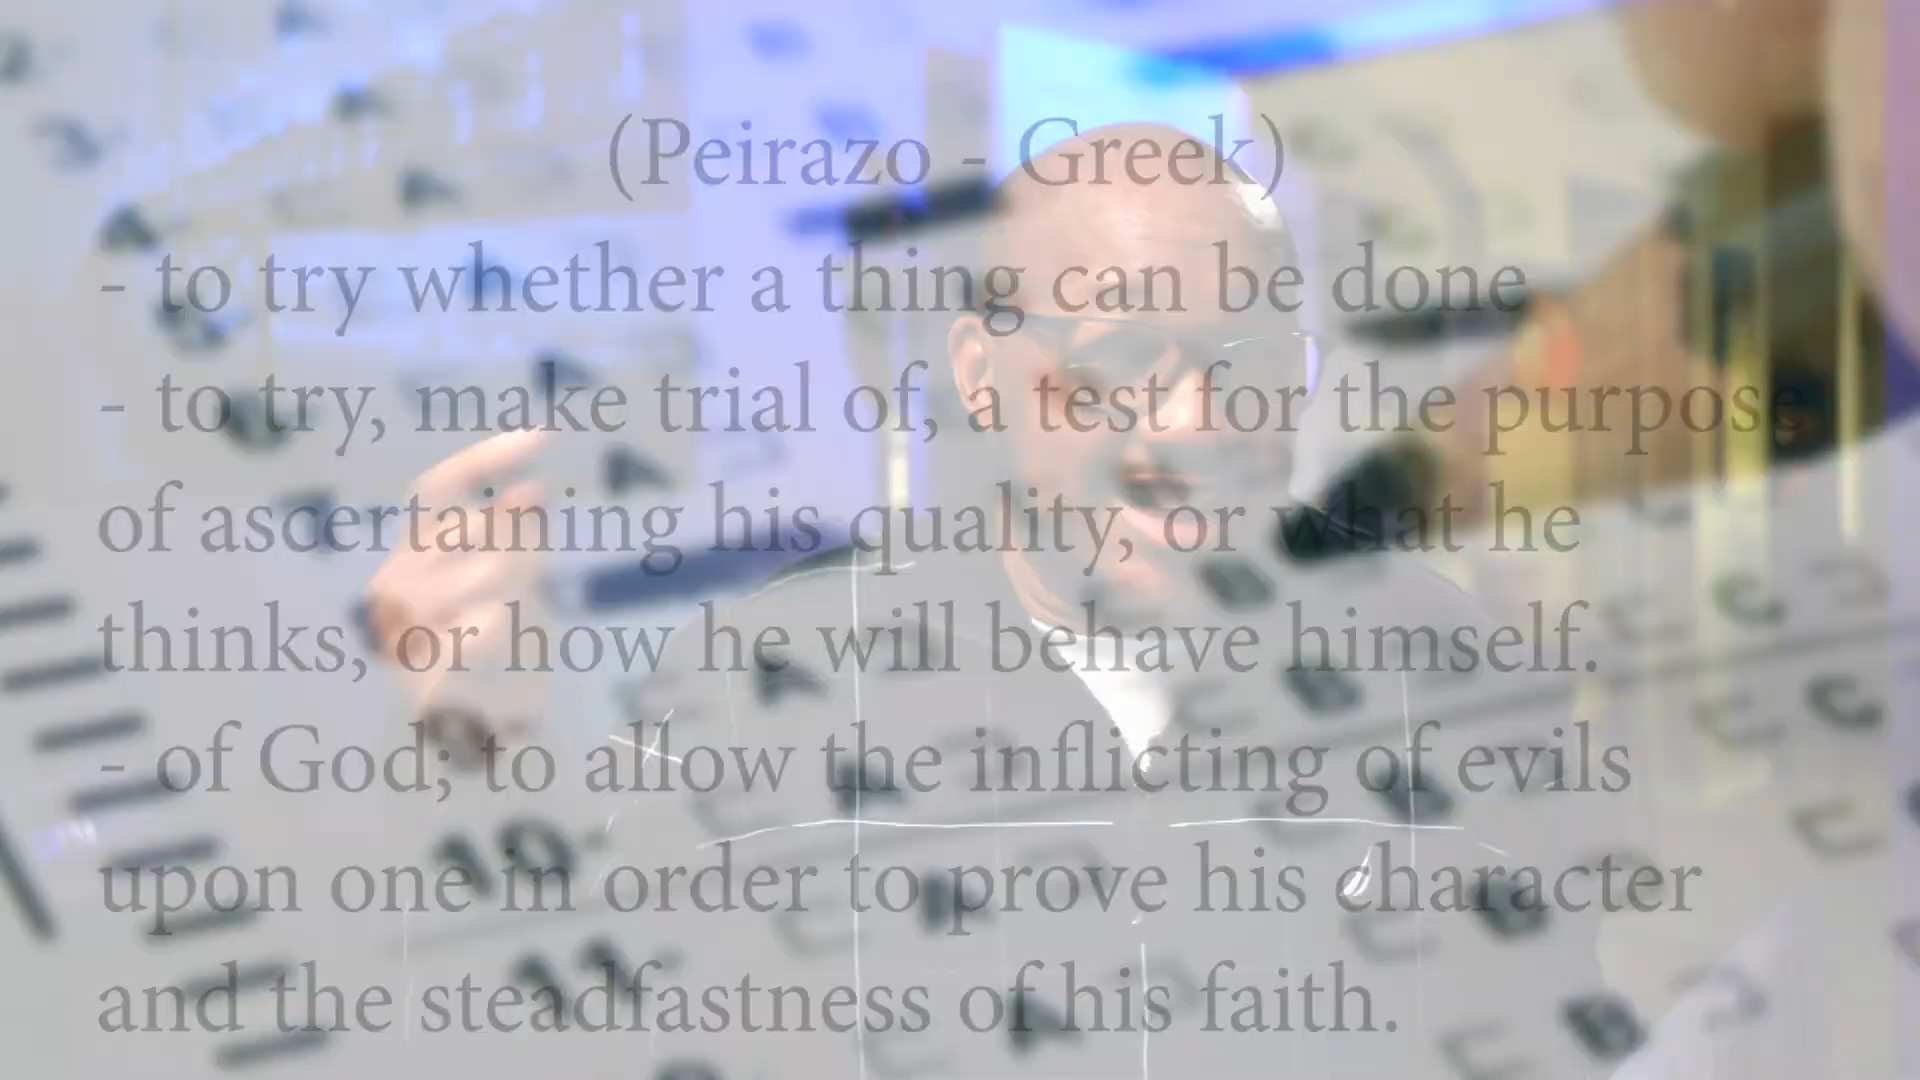 (Peirazo - Greek)
- to try whether a thing can be done
- to try, make trial of, a test for the purpose
of ascertaining his quality, or what he
thinks, or how he will behave himself.
- of God; to allow the inflicting of evils
upon one in order to prove his character
and the steadfastness of his faith.